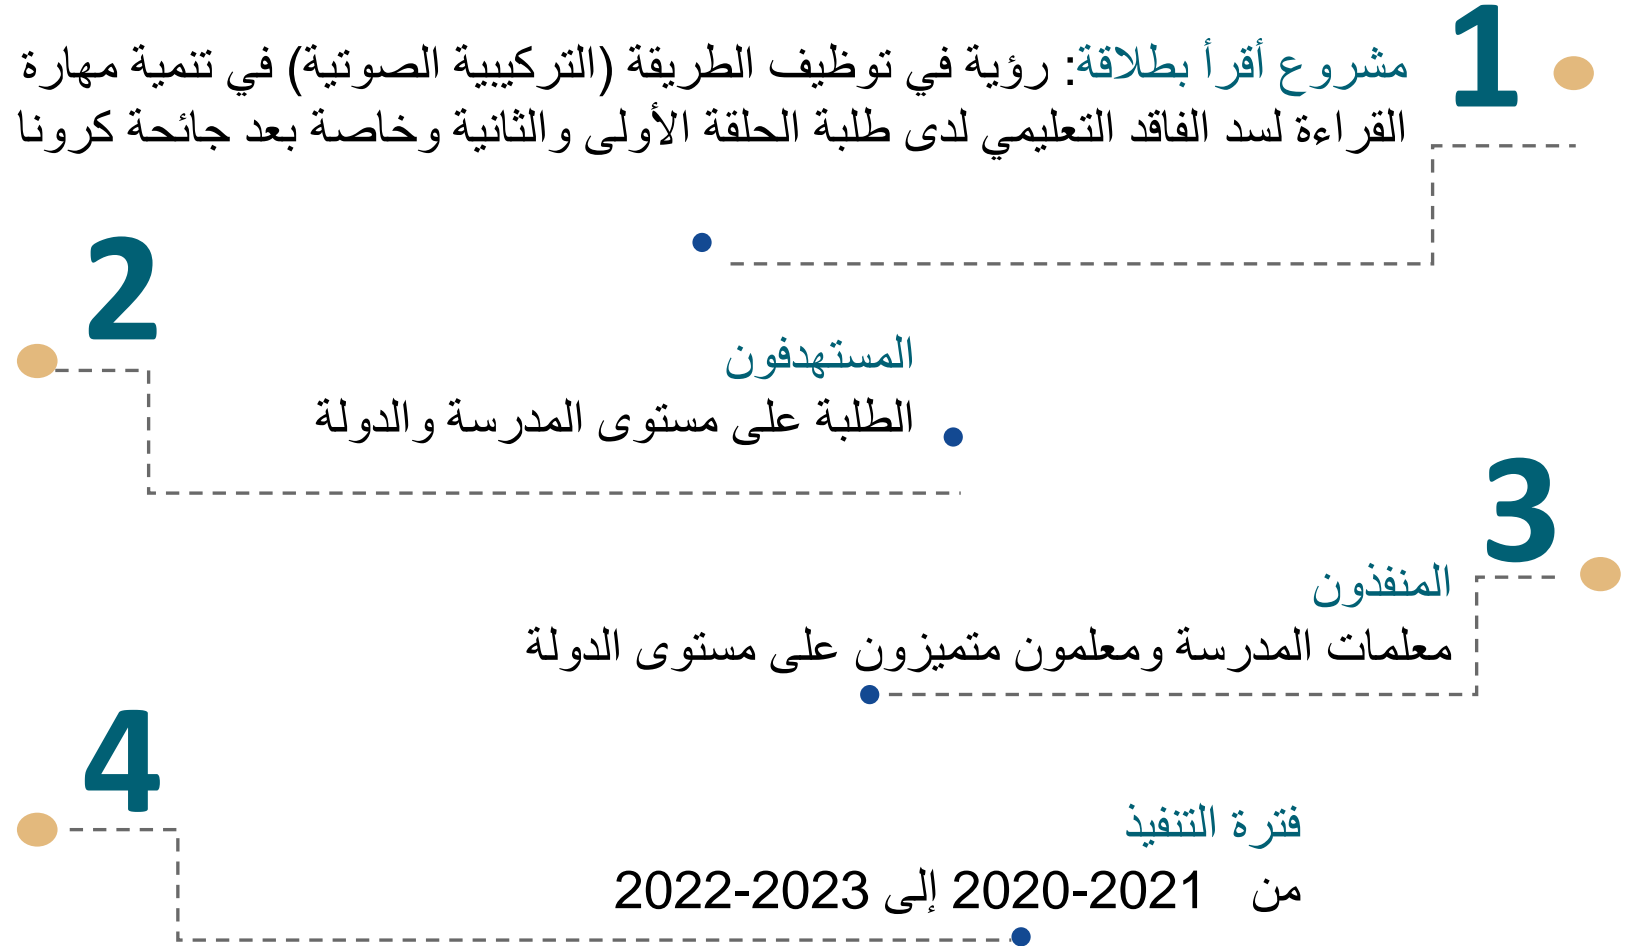 1
مشروع أقرأ بطلاقة: رؤية في توظيف الطريقة (التركيبية الصوتية) في تنمية مهارة
القراءة لسد الفاقد التعليمي لدى طلبة الحلقة الأولى والثانية وخاصة بعد جائحة كرونا
2
المستهدفون
الطلبة على مستوى المدرسة والدولة
3
المنفذون
معلمات المدرسة ومعلمون متميزون على مستوى الدولة
4
فترة التنفيذ
من 2021-2020 إلى 2023-2022